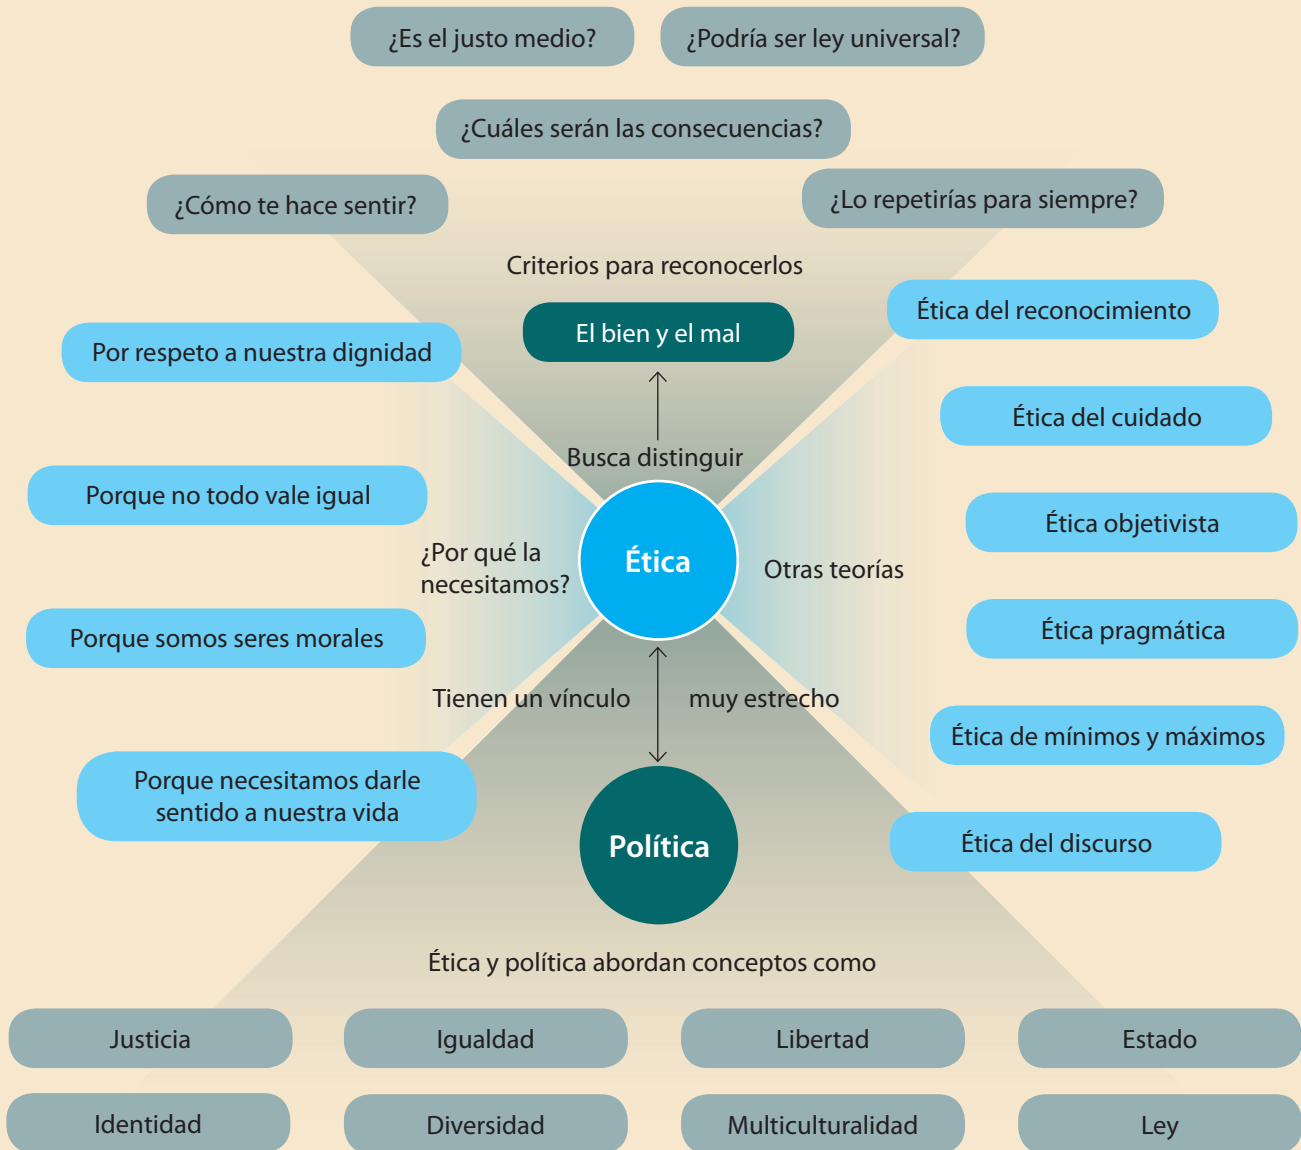 ¿Es el justo medio?
¿Podría ser ley universal?
¿Cuáles serán las consecuencias?
¿Cómo te hace sentir?
¿Lo repetirías para siempre?
Criterios para reconocerlos
El bien y el mal
Busca distinguir
Por respeto a nuestra dignidad
Porque no todo vale igual
¿Por qué la
necesitamos?
Porque somos seres morales
Porque necesitamos darle
sentido a nuestra vida
Ética
Otras teorías
Ética del reconocimiento
Ética del cuidado
Ética objetivista
Ética pragmática
Ética de mínimos y máximos
Ética del discurso
Tienen un vínculo
muy estrecho
Política
Ética y política abordan conceptos como
Justicia
Igualdad
Libertad
Estado
Identidad
Diversidad
Multiculturalidad
Ley